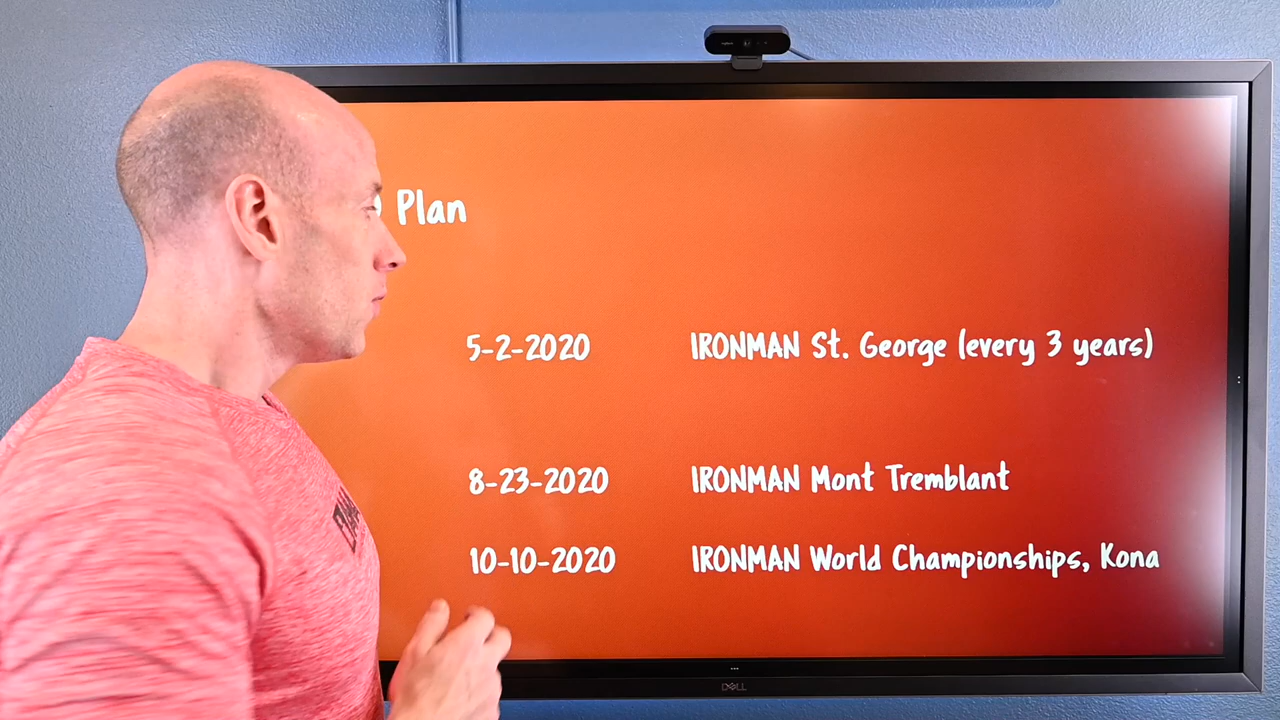 Plan
5-2-2020 IRONMAN St. George (every 3 years)
8-23-2020 IRONMAN Mont Tremblant
10-10-2020 IRONMAN World Championships, Kona
DELL